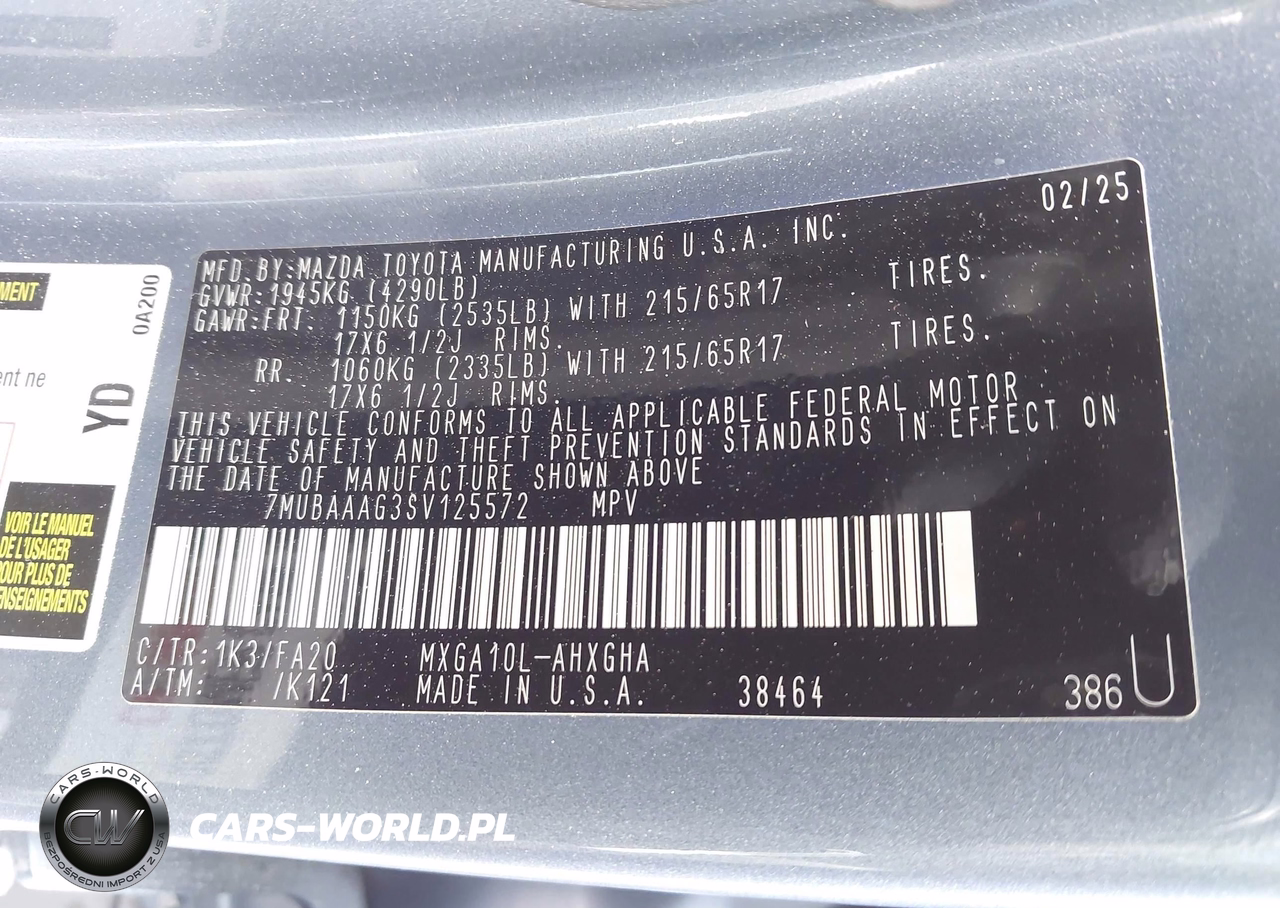 02/25
MFD.BY:MAZDA TOYOTA MANUFACTURING U.S.A. INC.
GVWR:1945KG (4290LB)
GAWR:FRT. 1150KG (2535LB) WITH 215/65R17 TIRES.
17X6 1/2J RIMS.
RR. 1060KG (2335LB) WITH 215/65R17 TIRES.
17X6 1/2J RIMS.
THIS VEHICLE CONFORMS TO ALL APPLICABLE FEDERAL MOTOR
VEHICLE SAFETY AND THEFT PREVENTION STANDARDS IN EFFECT ON
THE DATE OF MANUFACTURE SHOWN ABOVE
7MUBAAAG3SV125572 MPV
C/TR:1K3/FA20 MXGA10L-AHXGHA
A/TM: /K121 MADE IN U.S.A. 38464 386 U
0A200
YD
VOIR LE MANUEL
DE L'USAGER
POUR PLUS DE
CARS-WORLD
CW
BEZPOŚREDNI IMPORT Z USA
CARS-WORLD.PL